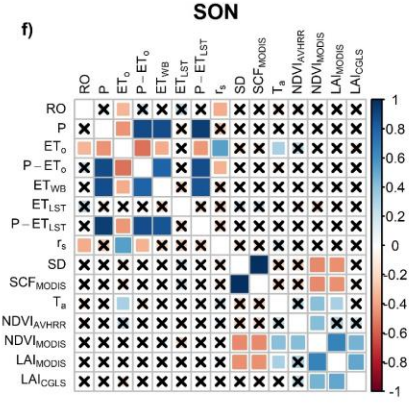 SON
f)
RO P ETo P−ETo ETWB ETLST P−ETLST rs SD SCFMODIS Ta NDVIAVHRR NDVIMODIS LAIMODIS LAICGLS
RO
P
ETo
P−ETo
ETWB
ETLST
P−ETLST
rs
SD
SCFMODIS
Ta
NDVIAVHRR
NDVIMODIS
LAIMODIS
LAICGLS
1
0.8
0.6
0.4
0.2
0
-0.2
-0.4
-0.6
-0.8
-1